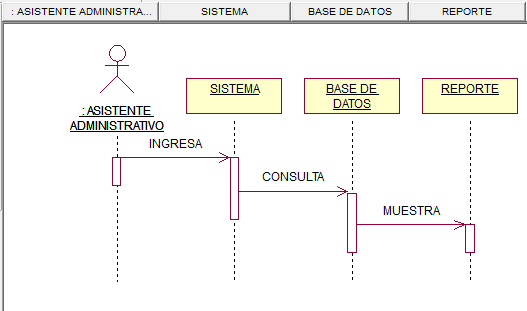 : ASISTENTE ADMINISTRA...
SISTEMA
BASE DE DATOS
REPORTE
: ASISTENTE
ADMINISTRATIVO
SISTEMA
BASE DE
DATOS
REPORTE
INGRESA
CONSULTA
MUESTRA